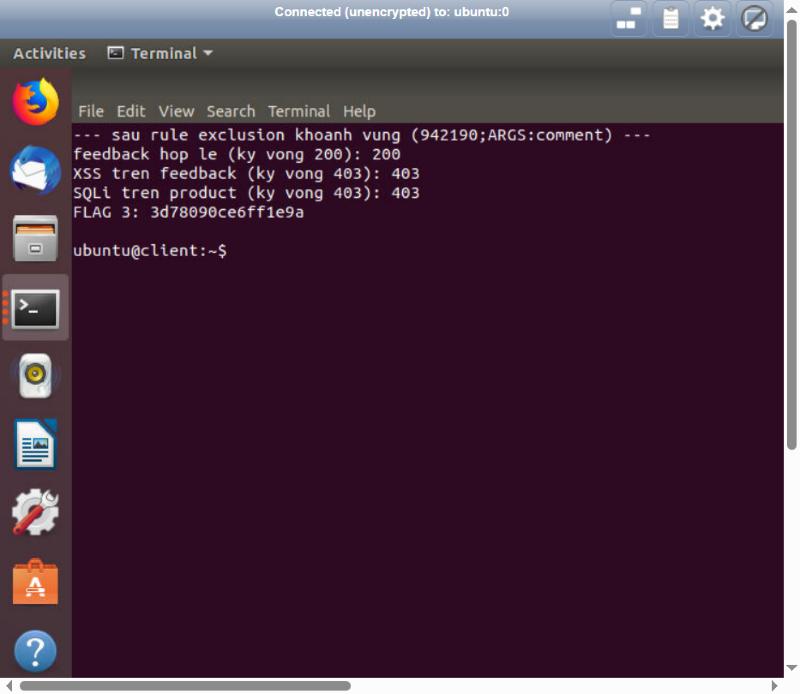 Connected (unencrypted) to: ubuntu:0
Activities Terminal
File Edit View Search Terminal Help
--- sau rule exclusion khoanh vung (942190;ARGS:comment) ---
feedback hop le (ky vong 200): 200
XSS tren feedback (ky vong 403): 403
SQLi tren product (ky vong 403): 403
FLAG 3: 3d78090ce6ff1e9a
ubuntu@client:~$